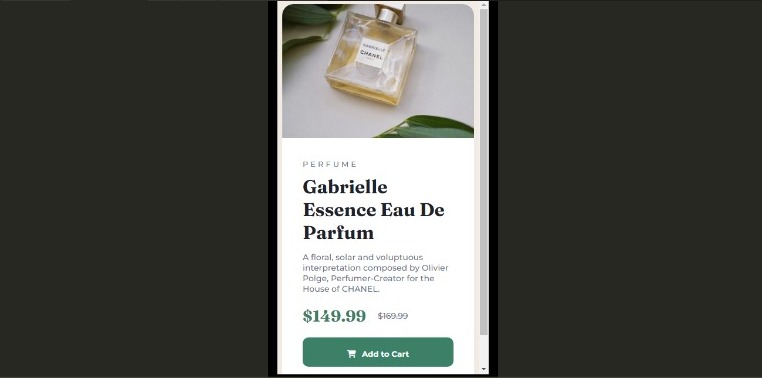 GABRIELLE
CHANEL
PERFUME
Gabrielle
Essence Eau De
Parfum
A floral, solar and voluptuous
interpretation composed by Olivier
Polge, Perfumer-Creator for the
House of CHANEL.
$149.99 $169.99
Add to Cart